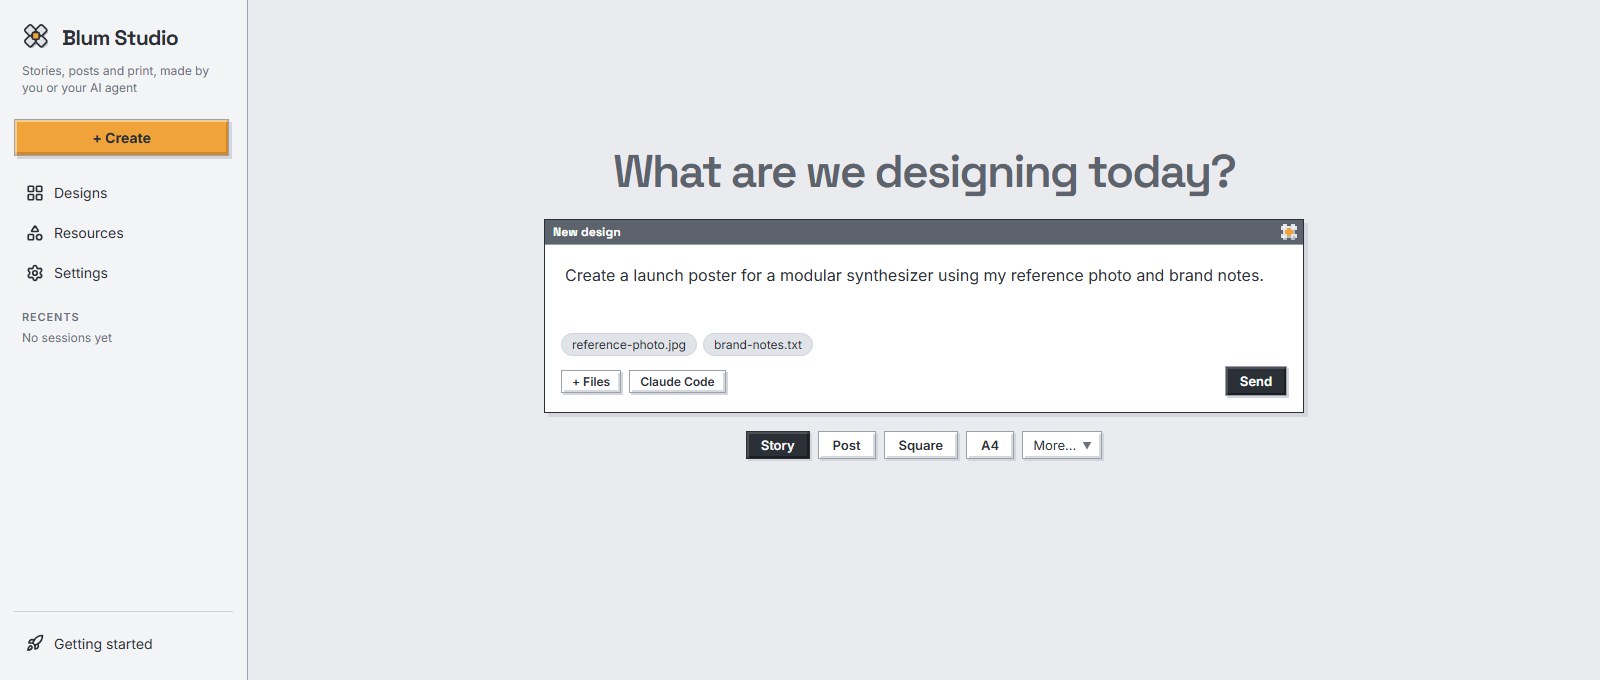 Blum Studio
Stories, posts and print, made by
you or your AI agent
+ Create
Designs
Resources
Settings
RECENTS
No sessions yet
Getting started
What are we designing today?
New design
Create a launch poster for a modular synthesizer using my reference photo and brand notes.
reference-photo.jpg brand-notes.txt
+ Files Claude Code Send
Story Post Square A4 More...